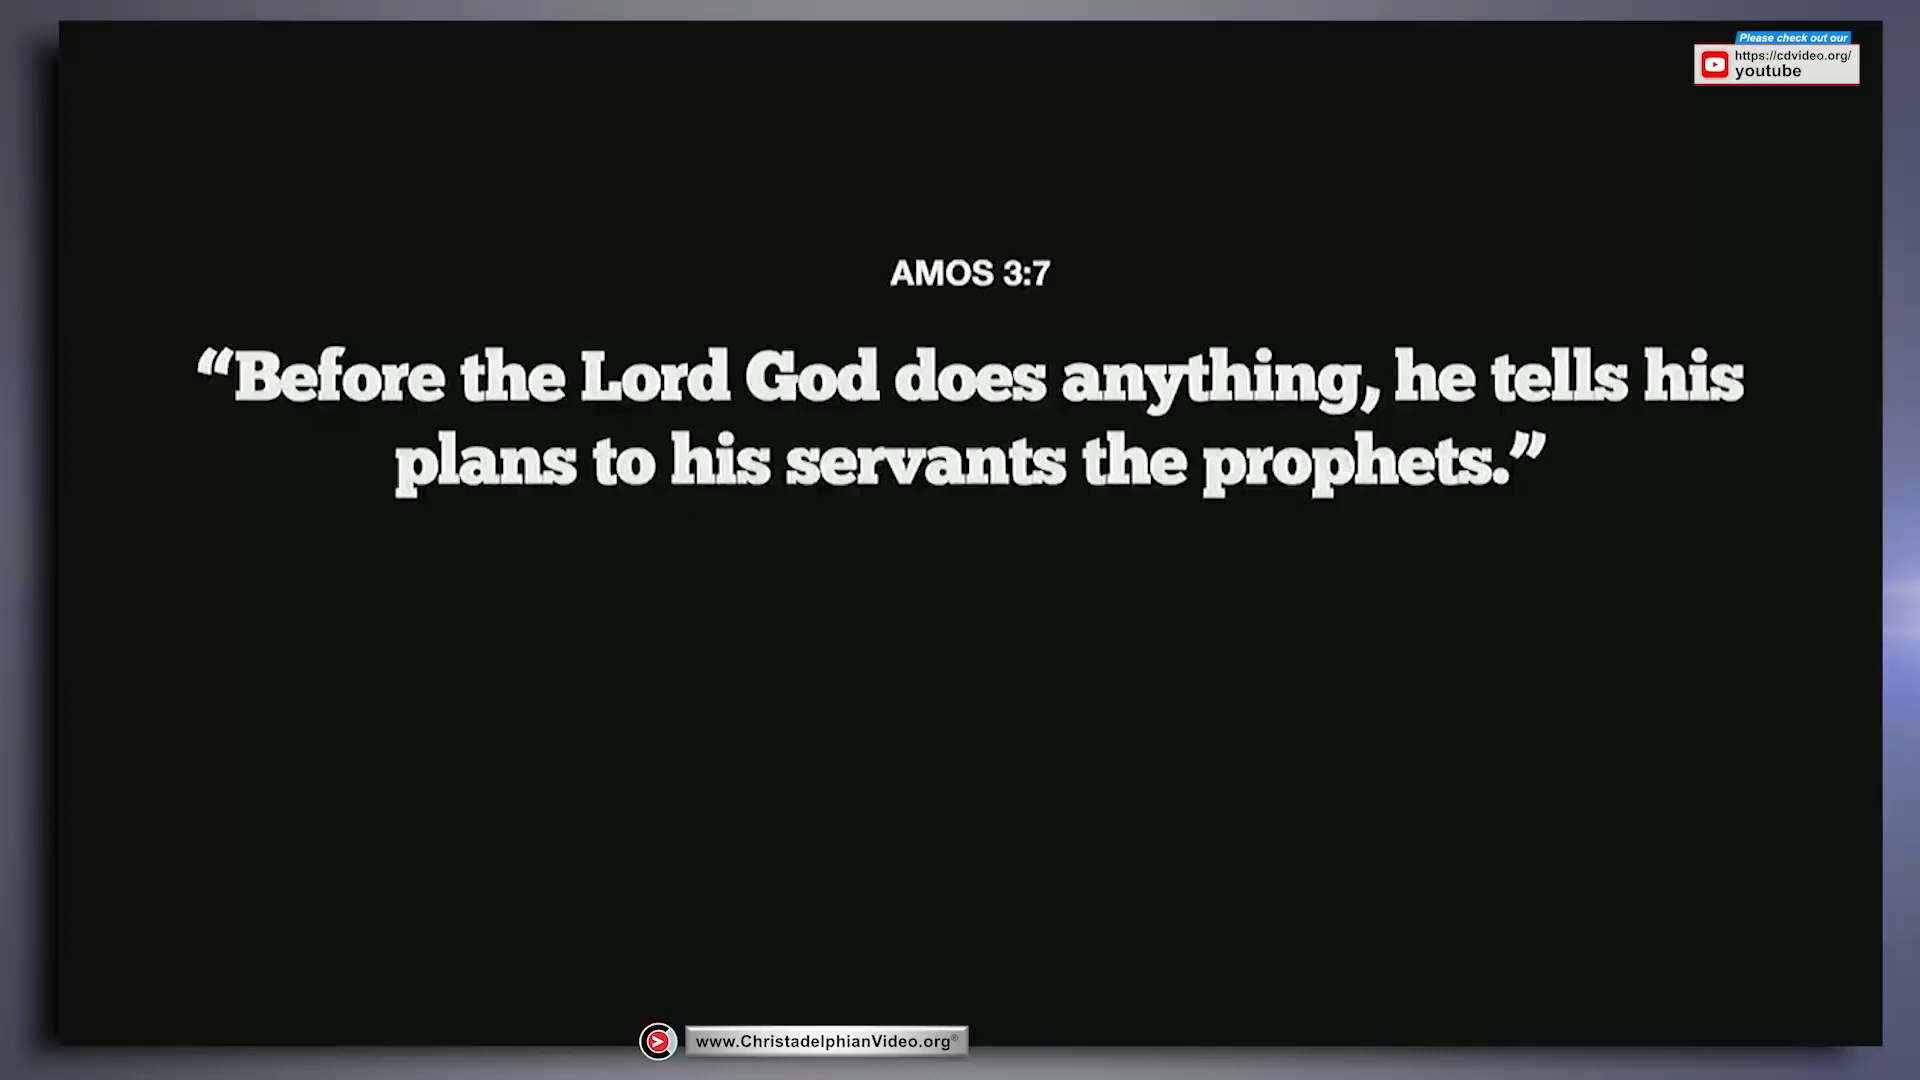 Please check out our
https://cdvideo.org/
youtube
AMOS 3:7
“Before the Lord God does anything, he tells his
plans to his servants the prophets.”
www.ChristadelphianVideo.org®